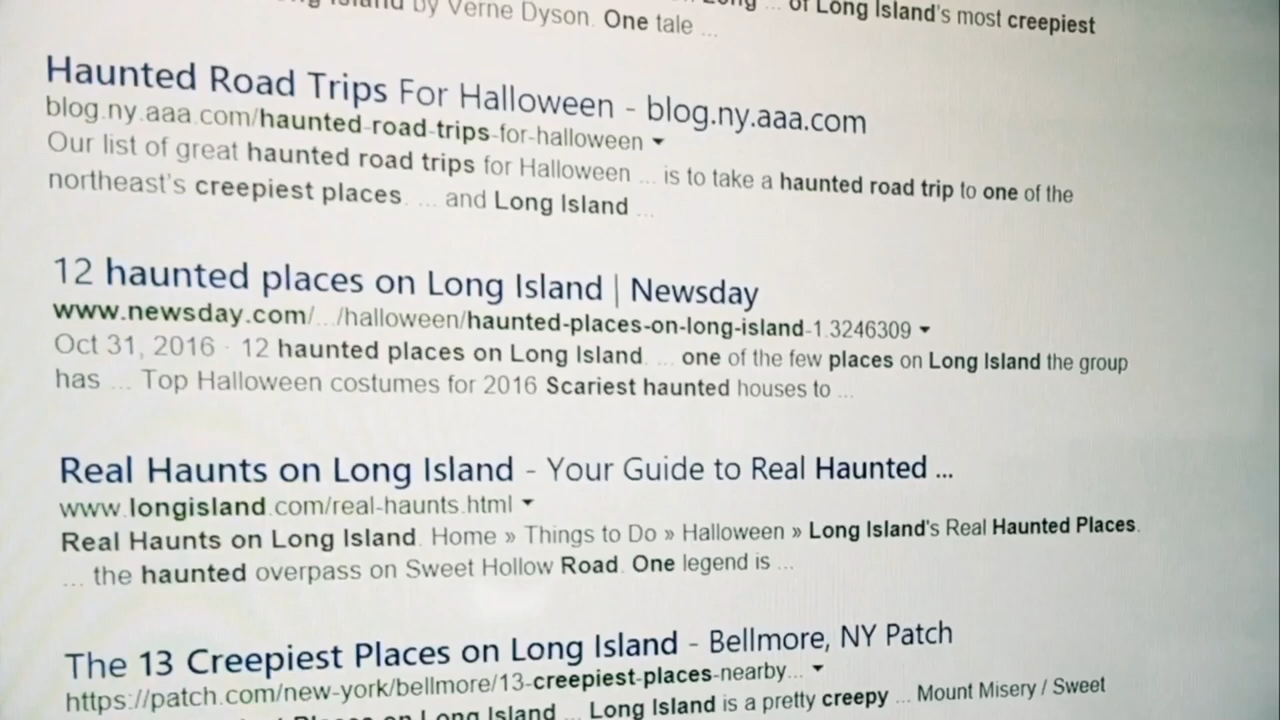 Island by Verne Dyson. One tale ...
... of Long Island's most creepiest
Haunted Road Trips For Halloween - blog.ny.aaa.com
blog.ny.aaa.com/haunted-road-trips-for-halloween
Our list of great haunted road trips for Halloween ... is to take a haunted road trip to one of the
northeast's creepiest places. ... and Long Island ...
12 haunted places on Long Island | Newsday
www.newsday.com/.../halloween/haunted-places-on-long-island-1.3246309
Oct 31, 2016 · 12 haunted places on Long Island. ... one of the few places on Long Island the group
has ... Top Halloween costumes for 2016 Scariest haunted houses to ...
Real Haunts on Long Island - Your Guide to Real Haunted ...
www.longisland.com/real-haunts.html
Real Haunts on Long Island. Home » Things to Do » Halloween » Long Island's Real Haunted Places.
... the haunted overpass on Sweet Hollow Road. One legend is ...
The 13 Creepiest Places on Long Island - Bellmore, NY Patch
https://patch.com/new-york/bellmore/13-creepiest-places-nearby...
Places on Long Island ... Long Island is a pretty creepy ... Mount Misery / Sweet